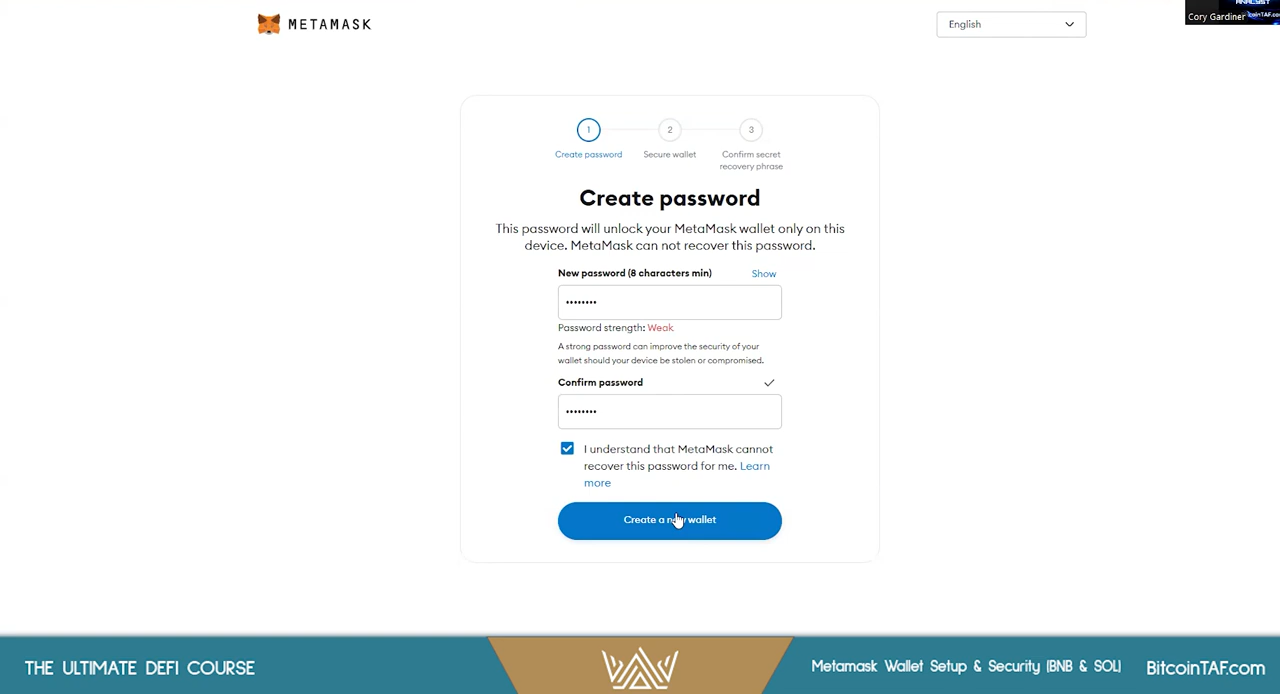 METAMASK
English
ANALYST
Cory Gardiner
CoinTAF.co
1
2
3
Create password
Secure wallet
Confirm secret
recovery phrase
Create password
This password will unlock your MetaMask wallet only on this
device. MetaMask can not recover this password.
New password (8 characters min)
Show
••••••••
Password strength: Weak
A strong password can improve the security of your
wallet should your device be stolen or compromised.
Confirm password
••••••••
I understand that MetaMask cannot
recover this password for me. Learn
more
Create a new wallet
THE ULTIMATE DEFI COURSE
Metamask Wallet Setup & Security (BNB & SOL)
BitcoinTAF.com